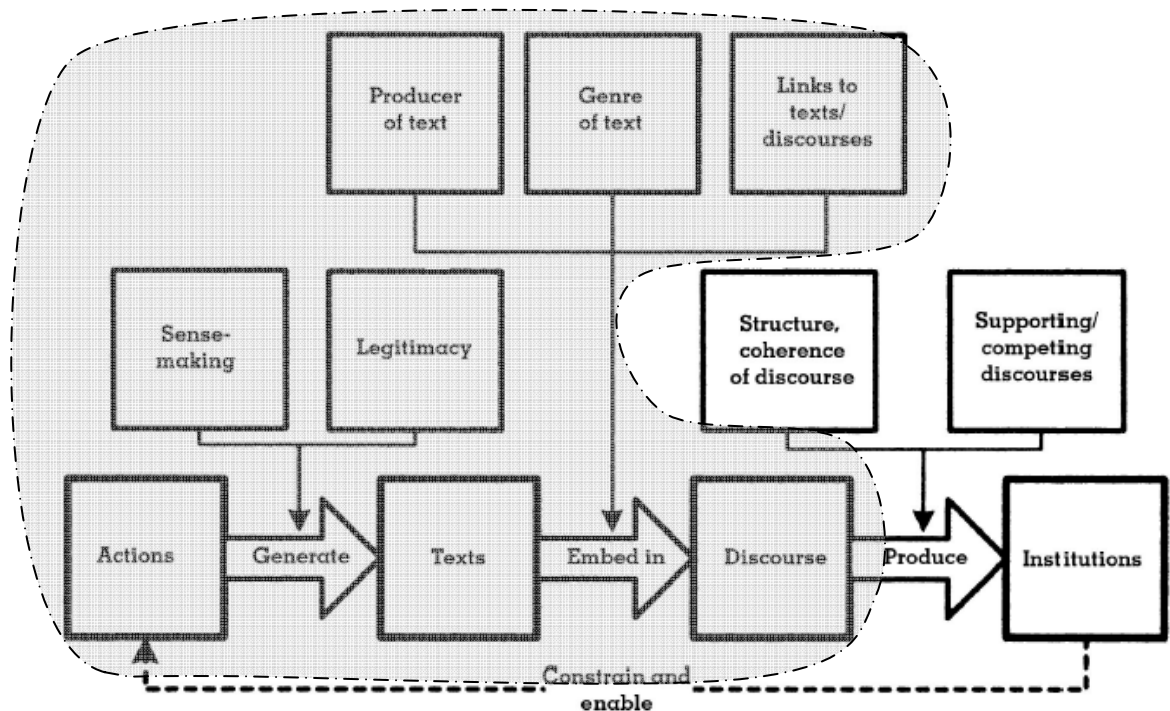 Producer
of text
Genre
of text
Links to
texts/
discourses
Sense-
making
Legitimacy
Structure,
coherence
of discourse
Supporting/
competing
discourses
Actions
Generate
Texts
Embed in
Discourse
Produce
Institutions
Constrain and
enable